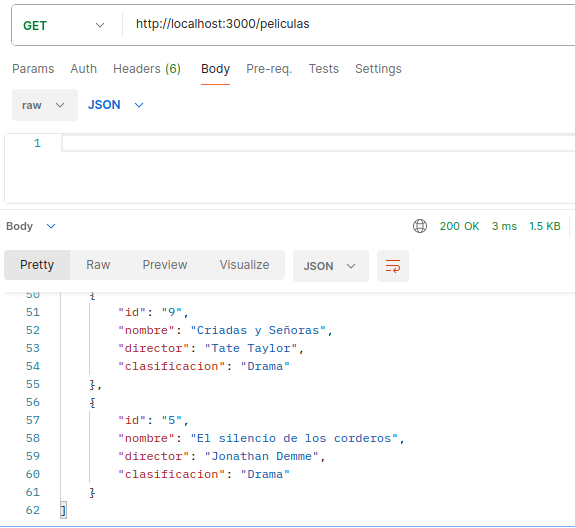 GET http://localhost:3000/peliculas
Params Auth Headers (6) Body Pre-req. Tests Settings
raw JSON
1
Body 200 OK 3 ms 1.5 KB
Pretty Raw Preview Visualize JSON
50 {
51 "id": "9",
52 "nombre": "Criadas y Señoras",
53 "director": "Tate Taylor",
54 "clasificacion": "Drama"
55 },
56 {
57 "id": "5",
58 "nombre": "El silencio de los corderos",
59 "director": "Jonathan Demme",
60 "clasificacion": "Drama"
61 }
62 ]